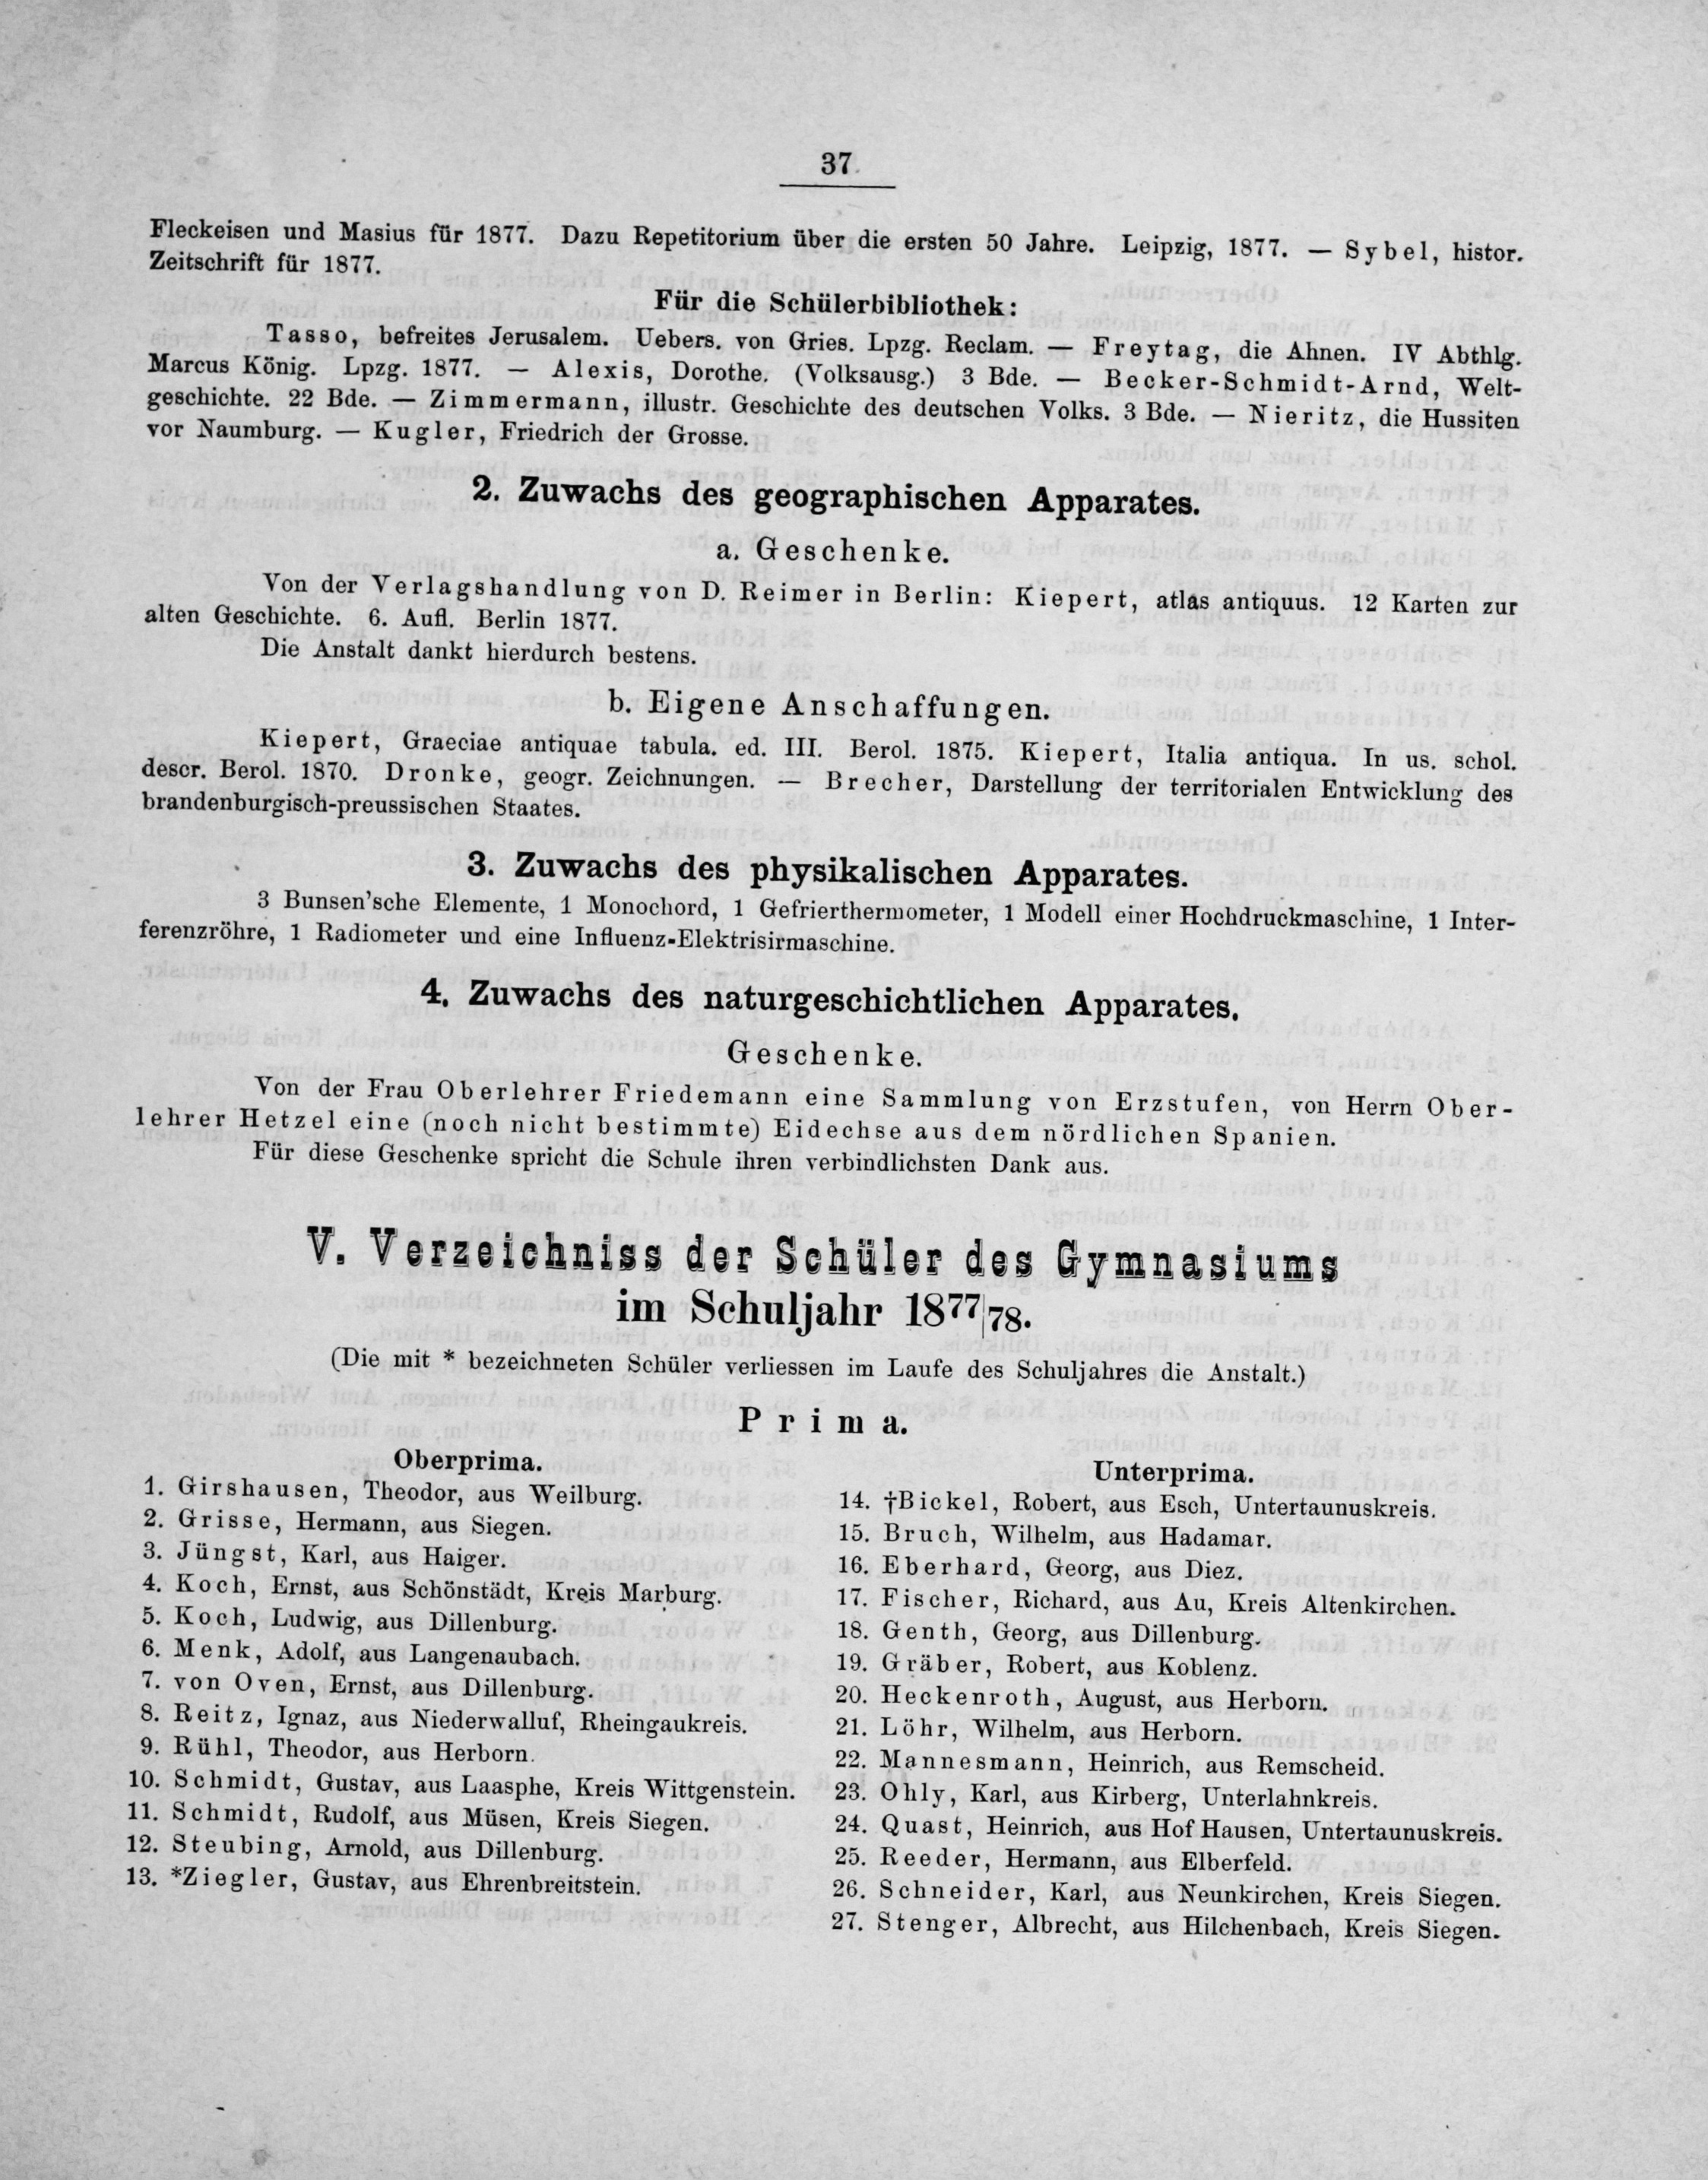 37
Fleckeisen und Masius für 1877. Dazu Repetitorium über die ersten 50 Jahre. Leipzig, 1877. — Sybel, histor.
Zeitschrift für 1877.
Für die Schülerbibliothek:
Tasso, befreites Jerusalem. Uebers. von Gries. Lpzg. Reclam. — Freytag, die Ahnen. IV Abthlg.
Marcus König. Lpzg. 1877. — Alexis, Dorothe. (Volksausg.) 3 Bde. — Becker-Schmidt-Arnd, Welt-
geschichte. 22 Bde. — Zimmermann, illustr. Geschichte des deutschen Volks. 3 Bde. — Nieritz, die Hussiten
vor Naumburg. — Kugler, Friedrich der Grosse.
2. Zuwachs des geographischen Apparates.
a. Geschenke.
Von der Verlagshandlung von D. Reimer in Berlin: Kiepert, atlas antiquus. 12 Karten zur
alten Geschichte. 6. Aufl. Berlin 1877.
Die Anstalt dankt hierdurch bestens.
b. Eigene Anschaffungen.
Kiepert, Graeciae antiquae tabula. ed. III. Berol. 1875. Kiepert, Italia antiqua. In us. schol.
descr. Berol. 1870. Dronke, geogr. Zeichnungen. — Brecher, Darstellung der territorialen Entwicklung des
brandenburgisch-preussischen Staates.
3. Zuwachs des physikalischen Apparates.
3 Bunsen'sche Elemente, 1 Monochord, 1 Gefrierthermometer, 1 Modell einer Hochdruckmaschine, 1 Inter-
ferenzröhre, 1 Radiometer und eine Influenz-Elektrisirmaschine.
4. Zuwachs des naturgeschichtlichen Apparates.
Geschenke.
Von der Frau Oberlehrer Friedemann eine Sammlung von Erzstufen, von Herrn Ober-
lehrer Hetzel eine (noch nicht bestimmte) Eidechse aus dem nördlichen Spanien.
Für diese Geschenke spricht die Schule ihren verbindlichsten Dank aus.
V. Verzeichniss der Schüler des Gymnasiums
im Schuljahr 1877/78.
(Die mit * bezeichneten Schüler verliessen im Laufe des Schuljahres die Anstalt.)
Prima.
Oberprima.
1. Girshausen, Theodor, aus Weilburg.
2. Grisse, Hermann, aus Siegen.
3. Jüngst, Karl, aus Haiger.
4. Koch, Ernst, aus Schönstädt, Kreis Marburg.
5. Koch, Ludwig, aus Dillenburg.
6. Menk, Adolf, aus Langenaubach.
7. von Oven, Ernst, aus Dillenburg.
8. Reitz, Ignaz, aus Niederwalluf, Rheingaukreis.
9. Rühl, Theodor, aus Herborn.
10. Schmidt, Gustav, aus Laasphe, Kreis Wittgenstein.
11. Schmidt, Rudolf, aus Müsen, Kreis Siegen.
12. Steubing, Arnold, aus Dillenburg.
13. *Ziegler, Gustav, aus Ehrenbreitstein.
Unterprima.
14. †Bickel, Robert, aus Esch, Untertaunuskreis.
15. Bruch, Wilhelm, aus Hadamar.
16. Eberhard, Georg, aus Diez.
17. Fischer, Richard, aus Au, Kreis Altenkirchen.
18. Genth, Georg, aus Dillenburg.
19. Gräber, Robert, aus Koblenz.
20. Heckenroth, August, aus Herborn.
21. Löhr, Wilhelm, aus Herborn.
22. Mannesmann, Heinrich, aus Remscheid.
23. Ohly, Karl, aus Kirberg, Unterlahnkreis.
24. Quast, Heinrich, aus Hof Hausen, Untertaunuskreis.
25. Reeder, Hermann, aus Elberfeld.
26. Schneider, Karl, aus Neunkirchen, Kreis Siegen.
27. Stenger, Albrecht, aus Hilchenbach, Kreis Siegen.